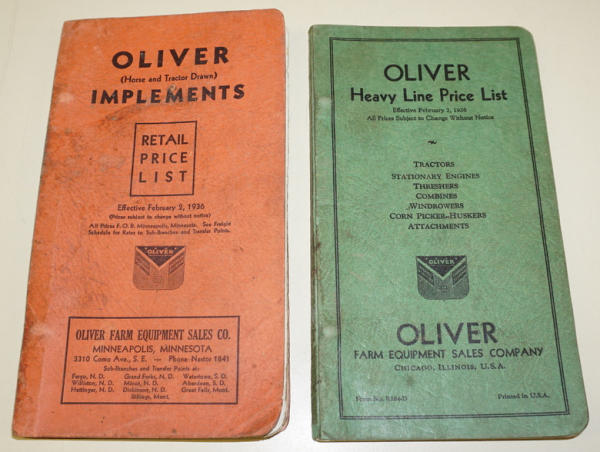 OLIVER
(Horse and Tractor Drawn)
IMPLEMENTS
RETAIL
PRICE
LIST
Effective February 2, 1936
(Prices subject to change without notice)
All Prices F. O. B. Minneapolis, Minnesota. See Freight
Schedule for Rates to Sub-Branches and Transfer Points.
OLIVER
OLIVER FARM EQUIPMENT SALES CO.
MINNEAPOLIS, MINNESOTA
3310 Como Ave., S. E. — Phone Nestor 1841
Sub-Branches and Transfer Points at:
Fargo, N. D. Grand Forks, N. D. Watertown, S. D.
Williston, N. D. Minot, N. D. Aberdeen, S. D.
Hettinger, N. D. Dickinson, N. D. Great Falls, Mont.
Billings, Mont.
OLIVER
Heavy Line Price List
Effective February 2, 1936
All Prices Subject to Change Without Notice
TRACTORS
STATIONARY ENGINES
THRESHERS
COMBINES
WINDROWERS
CORN PICKER-HUSKERS
ATTACHMENTS
OLIVER
OLIVER
FARM EQUIPMENT SALES COMPANY
CHICAGO, ILLINOIS, U.S.A.
Form No.
Printed in U.S.A.